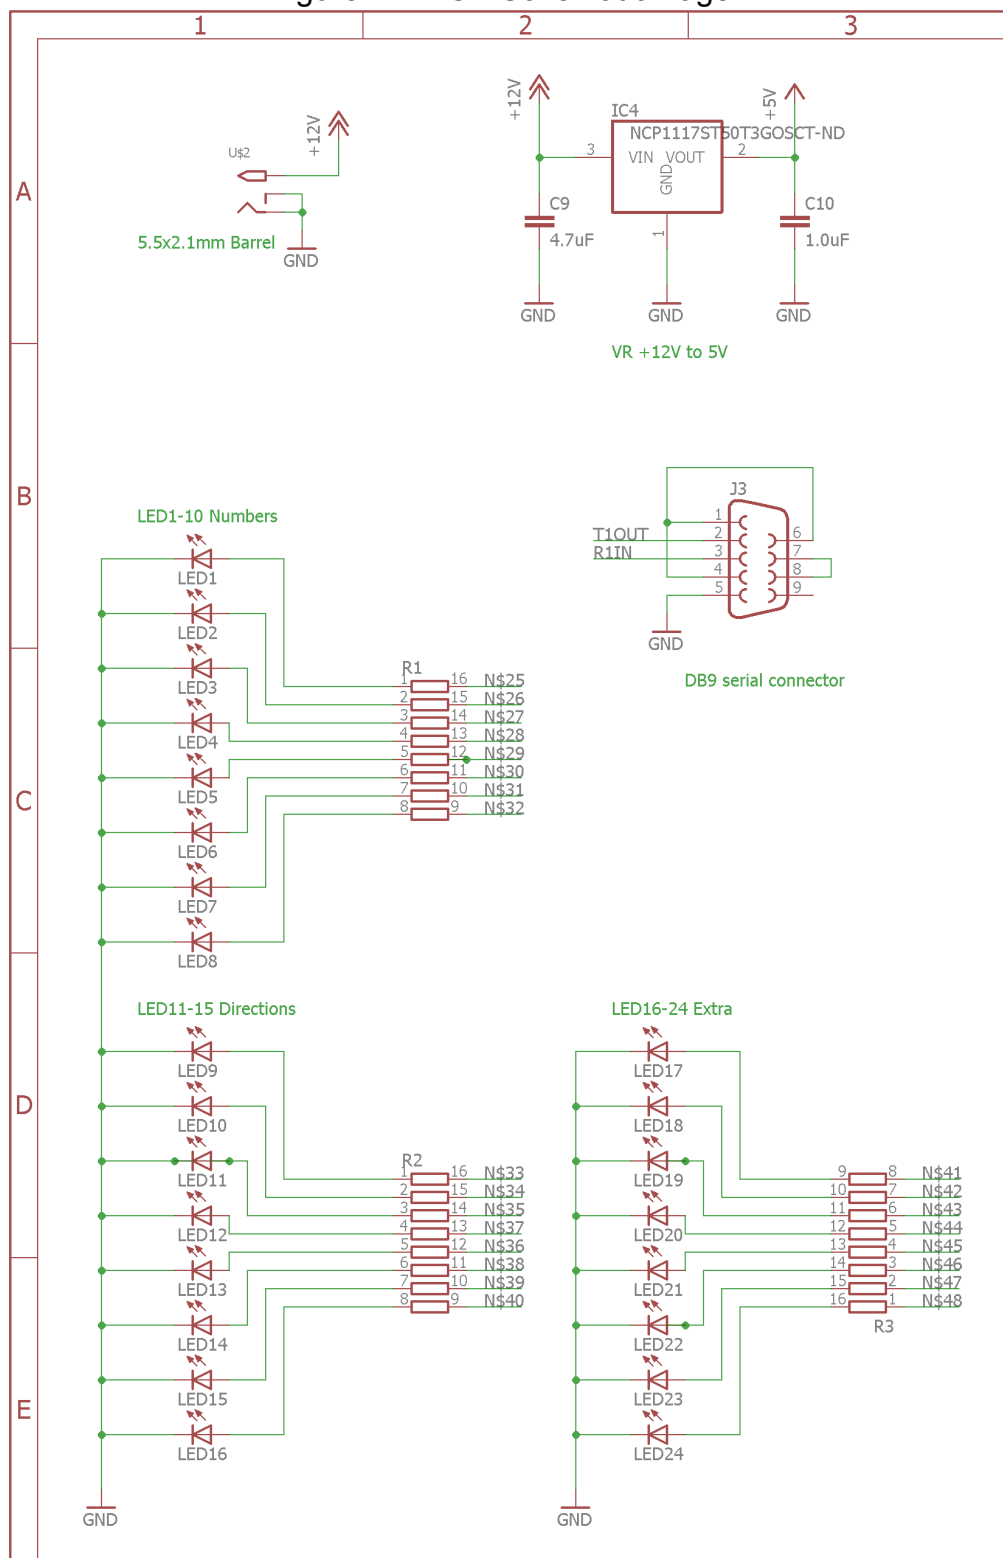 1 2 3
A
B
C
D
E
U$2
+12V
5.5x2.1mm Barrel
GND
+12V
IC4
NCP1117ST50T3GOSCT-ND
+5V
3 VIN VOUT 2
GND
1
C9
4.7uF
C10
1.0uF
GND
GND
GND
VR +12V to 5V
J3
T1OUT
R1IN
1
2
3
4
5
6
7
8
9
GND
DB9 serial connector
LED1-10 Numbers
LED1
LED2
LED3
LED4
LED5
LED6
LED7
LED8
R1
1 16 N$25
2 15 N$26
3 14 N$27
4 13 N$28
5 12 N$29
6 11 N$30
7 10 N$31
8 9 N$32
LED11-15 Directions
LED9
LED10
LED11
LED12
LED13
LED14
LED15
LED16
R2
1 16 N$33
2 15 N$34
3 14 N$35
4 13 N$37
5 12 N$36
6 11 N$38
7 10 N$39
8 9 N$40
GND
LED16-24 Extra
LED17
LED18
LED19
LED20
LED21
LED22
LED23
LED24
9 8 N$41
10 7 N$42
11 6 N$43
12 5 N$44
13 4 N$45
14 3 N$46
15 2 N$47
16 1 N$48
R3
GND